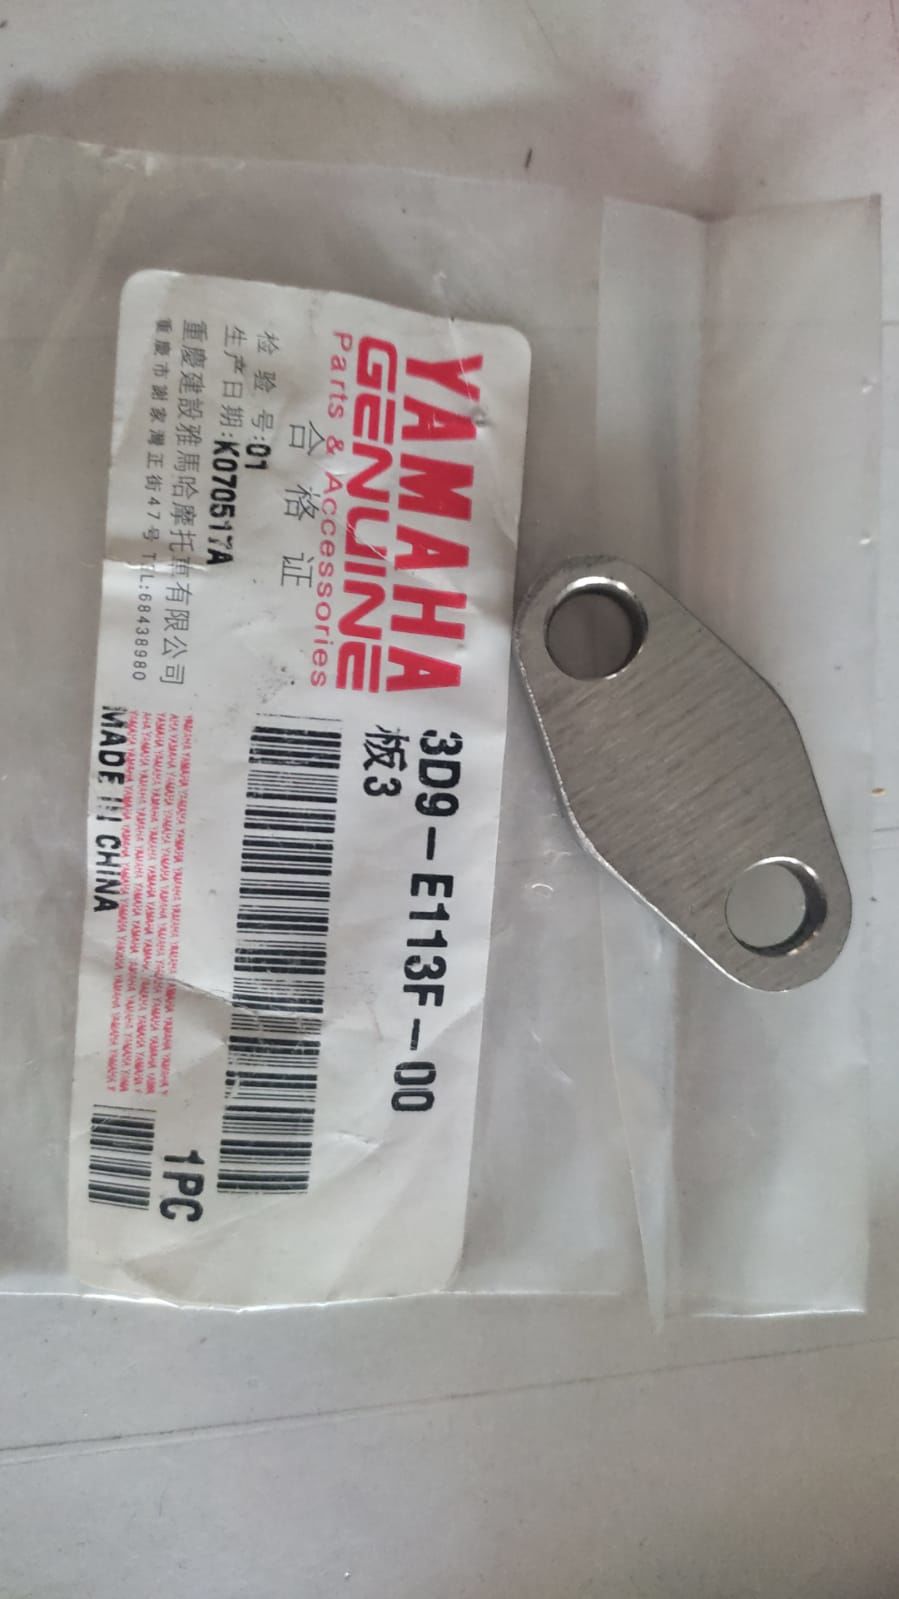 YAMAHA
GENUINE
Parts & Accessories
合格证
检验号:01
生产日期:K070517A
重慶建設雅馬哈摩托車有限公司
重慶市謝家灣正街47号 TEL:68438980
3D9-E113F-00
板3
1PC
MADE IN CHINA